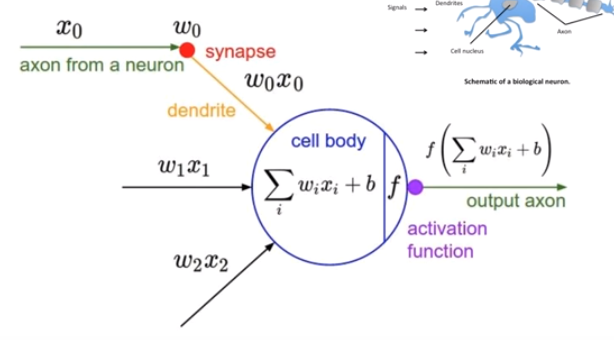 Signals
Dendrites
Axon
Cell nucleus
Schematic of a biological neuron.
x₀
w₀
synapse
axon from a neuron
w₀x₀
dendrite
cell body
w₁x₁
∑ᵢ wᵢxᵢ + b
f
f(∑ᵢ wᵢxᵢ + b)
output axon
activation
function
w₂x₂